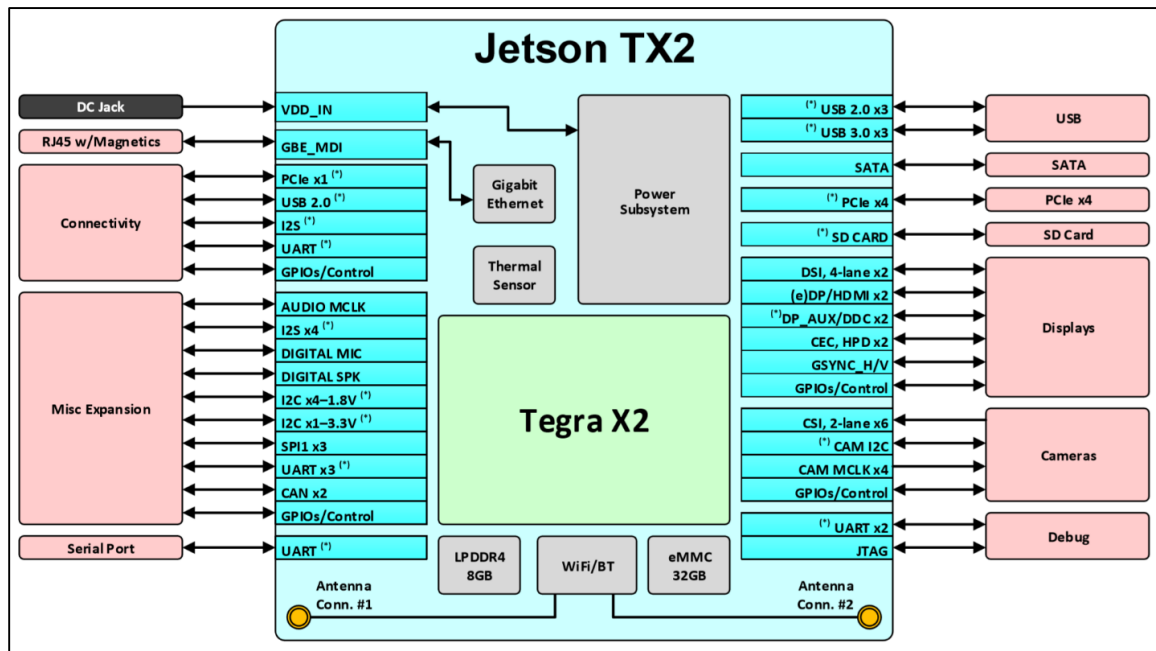 Jetson TX2
DC Jack
RJ45 w/Magnetics
Connectivity
Misc Expansion
Serial Port
VDD_IN
GBE_MDI
PCIe x1 (*)
USB 2.0 (*)
I2S (*)
UART (*)
GPIOs/Control
AUDIO MCLK
I2S x4 (*)
DIGITAL MIC
DIGITAL SPK
I2C x4–1.8V (*)
I2C x1–3.3V (*)
SPI1 x3
UART x3 (*)
CAN x2
GPIOs/Control
UART (*)
Gigabit
Ethernet
Thermal
Sensor
Power
Subsystem
Tegra X2
LPDDR4
8GB
WiFi/BT
eMMC
32GB
Antenna
Conn. #1
Antenna
Conn. #2
(*) USB 2.0 x3
(*) USB 3.0 x3
SATA
(*) PCIe x4
(*) SD CARD
DSI, 4-lane x2
(e)DP/HDMI x2
(*)DP_AUX/DDC x2
CEC, HPD x2
GSYNC_H/V
GPIOs/Control
CSI, 2-lane x6
(*) CAM I2C
CAM MCLK x4
GPIOs/Control
(*) UART x2
JTAG
USB
SATA
PCIe x4
SD Card
Displays
Cameras
Debug